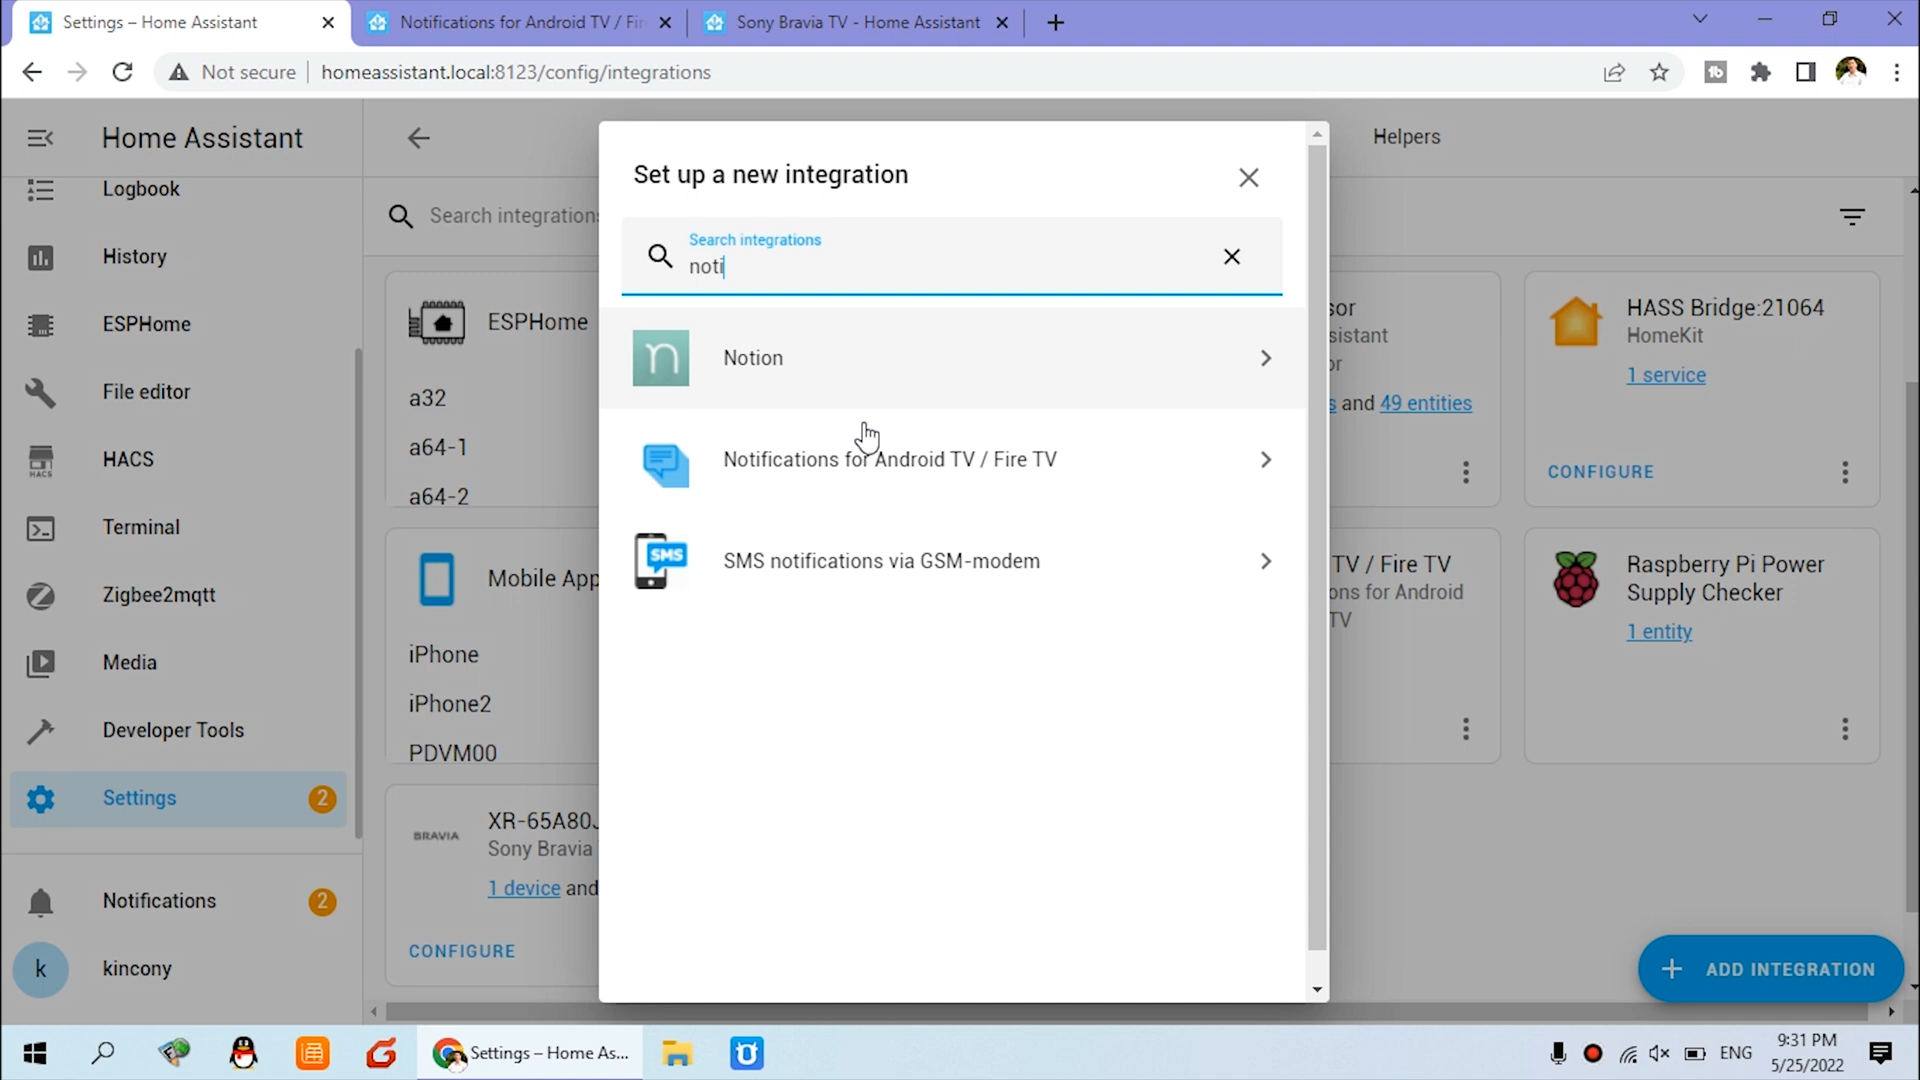 Settings – Home Assistant
Notifications for Android TV / Fir
Sony Bravia TV - Home Assistant
Not secure
homeassistant.local:8123/config/integrations
Home Assistant
Logbook
History
ESPHome
File editor
HACS
HACS
Terminal
Zigbee2mqtt
Media
Developer Tools
Settings
2
Notifications
2
k
kincony
Helpers
Search integrations
ESPHome
a32
a64-1
a64-2
Mobile App
iPhone
iPhone2
PDVM00
BRAVIA
XR-65A80J
Sony Bravia
1 device and
CONFIGURE
Set up a new integration
Search integrations
noti
n
Notion
Notifications for Android TV / Fire TV
SMS
SMS notifications via GSM-modem
sor
sistant
or
s and 49 entities
HASS Bridge:21064
HomeKit
1 service
CONFIGURE
TV / Fire TV
ons for Android
TV
Raspberry Pi Power
Supply Checker
1 entity
ADD INTEGRATION
Settings – Home As...
ENG
9:31 PM
5/25/2022